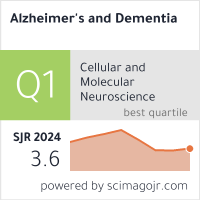 Alzheimer's and Dementia
Q1
Cellular and
Molecular
Neuroscience
best quartile
SJR 2024
3.6
powered by scimagojr.com